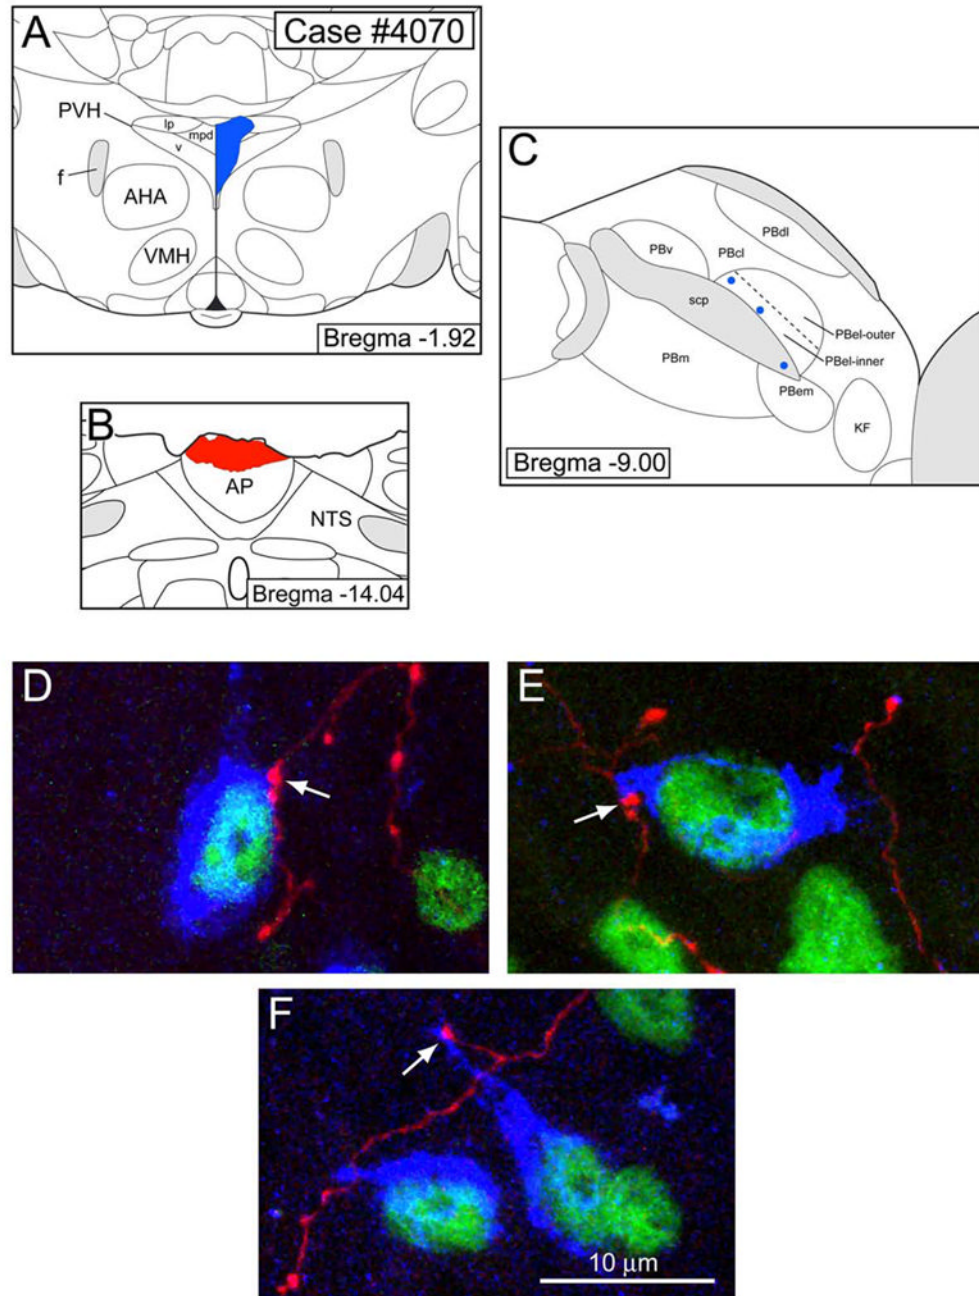 A
Case #4070
PVH
lp
mpd
v
f
AHA
VMH
Bregma -1.92
B
AP
NTS
Bregma -14.04
C
PBdl
PBv
PBcl
scp
PBel-outer
PBel-inner
PBm
PBem
KF
Bregma -9.00
D
E
F
10 μm